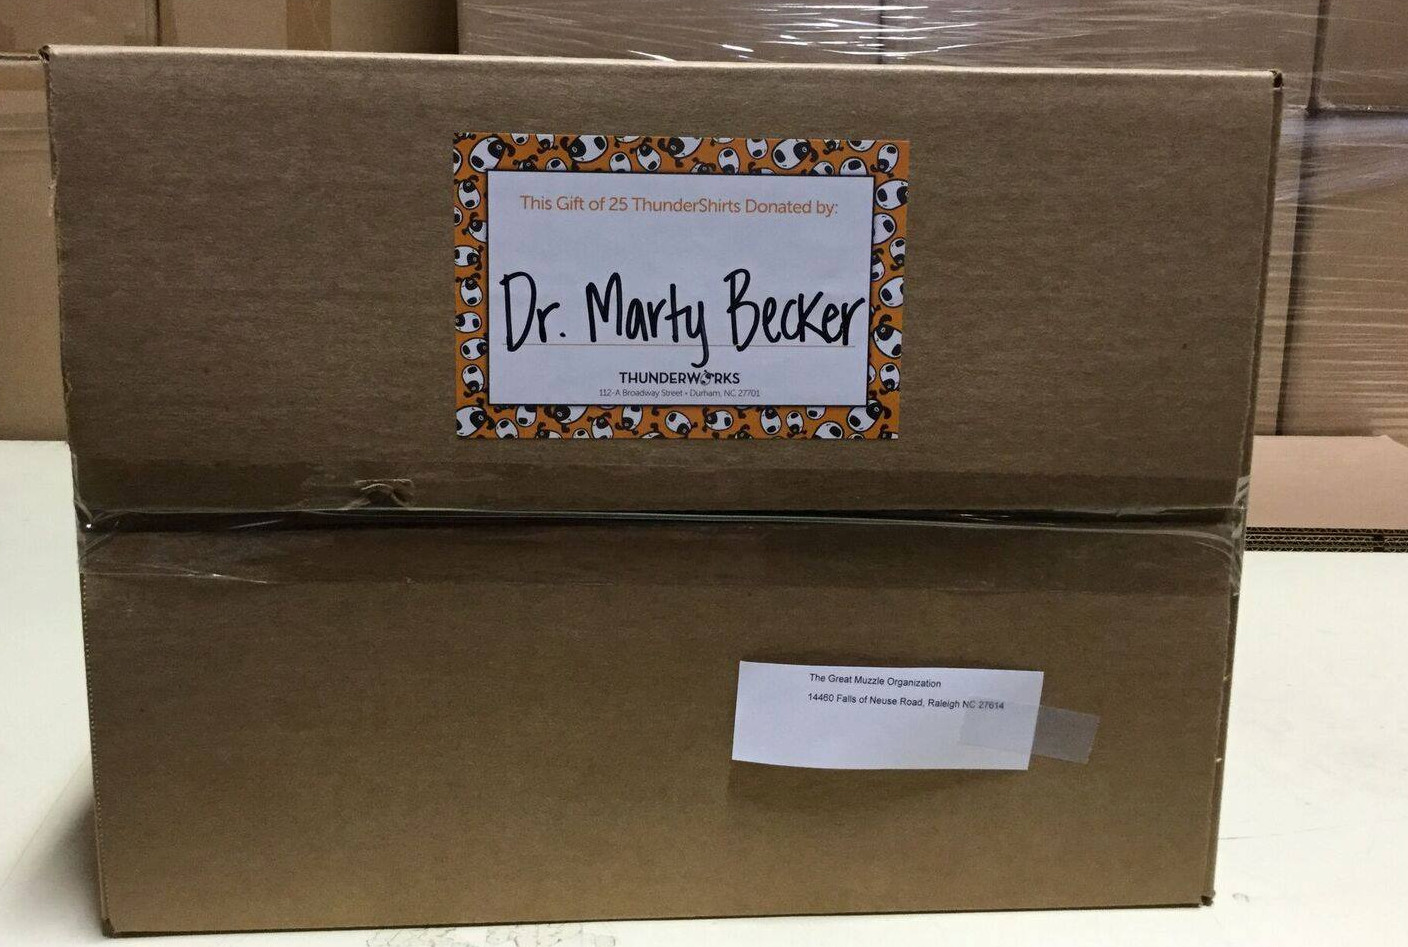 This Gift of 25 ThunderShirts Donated by:
Dr. Marty Becker
THUNDERWORKS
112-A Broadway Street • Durham, NC 27701
The Great Muzzle Organization
14460 Falls of Neuse Road, Raleigh NC 27614